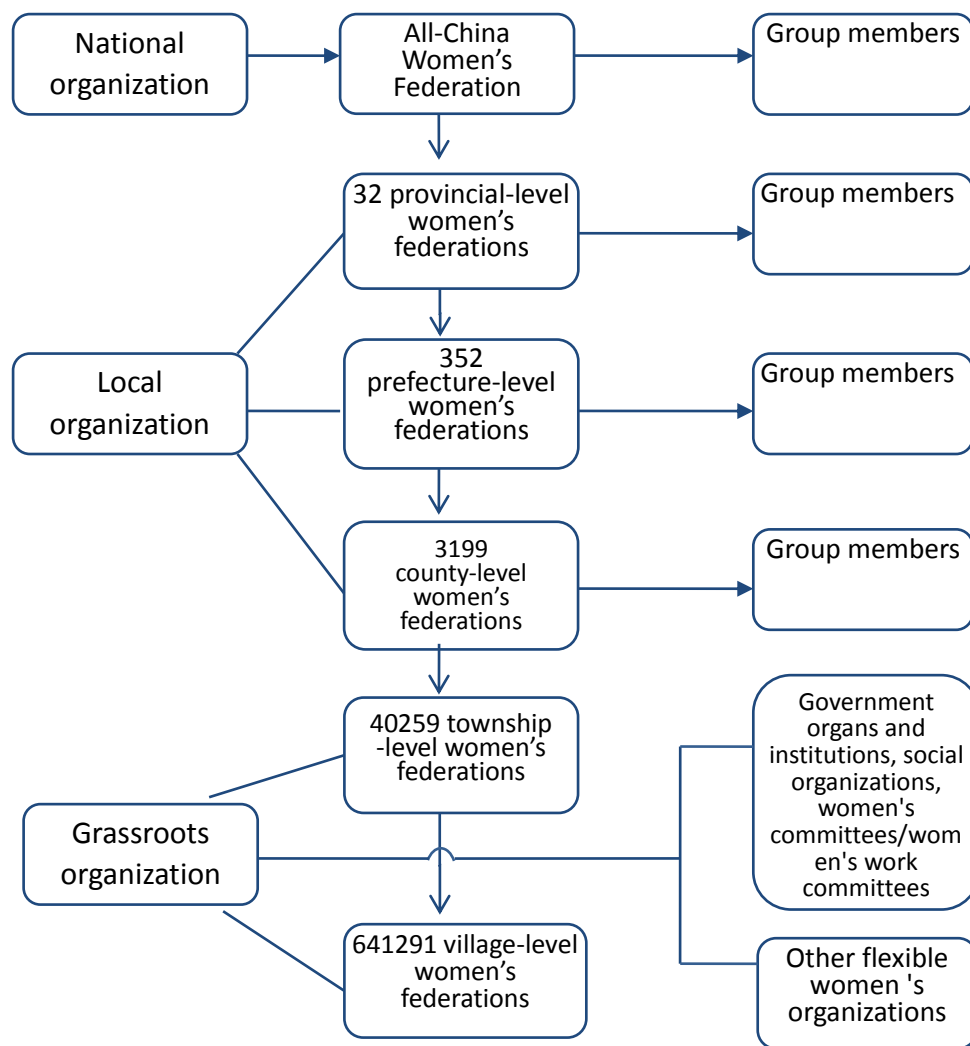 National
organization
All-China
Women’s
Federation
Group members
32 provincial-level
women’s
federations
Group members
Local
organization
352
prefecture-level
women’s
federations
Group members
3199
county-level
women’s
federations
Group members
40259 township
-level women’s
federations
Government
organs and
institutions, social
organizations,
women's
committees/wom
en's work
committees
Grassroots
organization
641291 village-level
women’s
federations
Other flexible
women 's
organizations